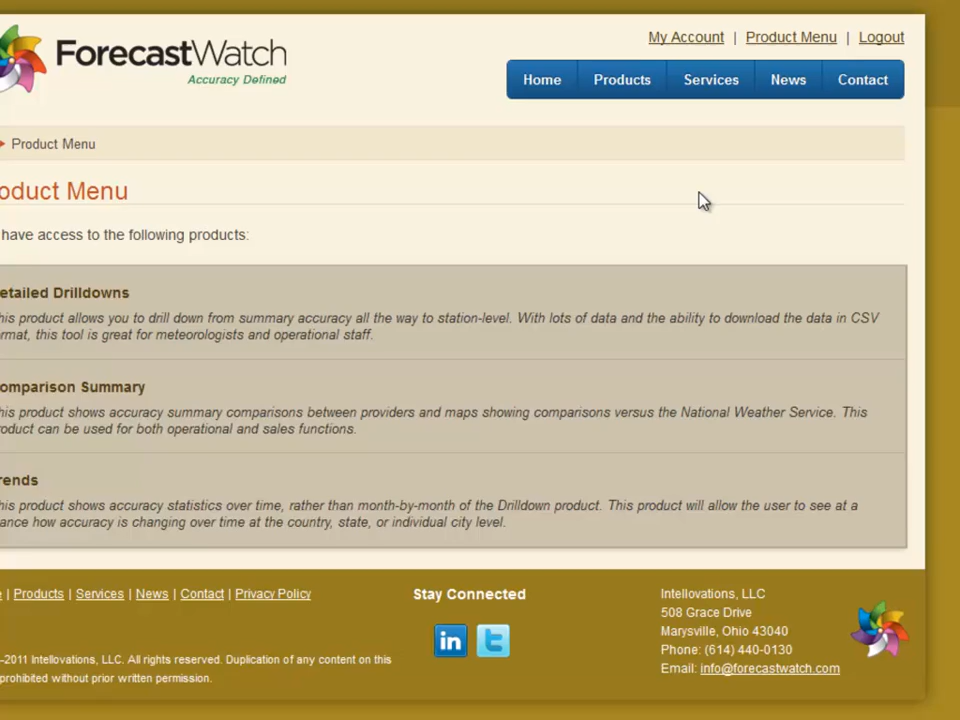 My Account | Product Menu | Logout
ForecastWatch
Accuracy Defined
Home Products Services News Contact
Product Menu
oduct Menu
have access to the following products:
etailed Drilldowns
his product allows you to drill down from summary accuracy all the way to station-level. With lots of data and the ability to download the data in CSV
rmat, this tool is great for meteorologists and operational staff.
omparison Summary
his product shows accuracy summary comparisons between providers and maps showing comparisons versus the National Weather Service. This
roduct can be used for both operational and sales functions.
rends
his product shows accuracy statistics over time, rather than month-by-month of the Drilldown product. This product will allow the user to see at a
ance how accuracy is changing over time at the country, state, or individual city level.
e | Products | Services | News | Contact | Privacy Policy
-2011 Intellovations, LLC. All rights reserved. Duplication of any content on this
prohibited without prior written permission.
Stay Connected
in t
Intellovations, LLC
508 Grace Drive
Marysville, Ohio 43040
Phone: (614) 440-0130
Email: info@forecastwatch.com